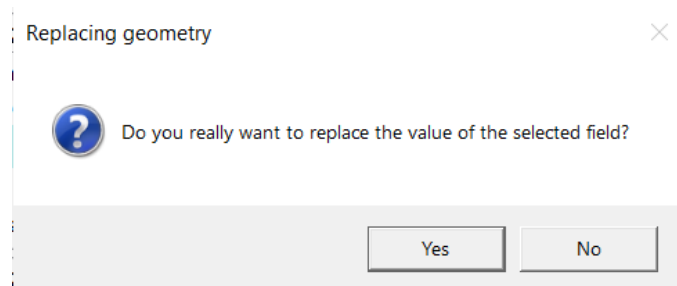 Replacing geometry
Do you really want to replace the value of the selected field?
Yes No